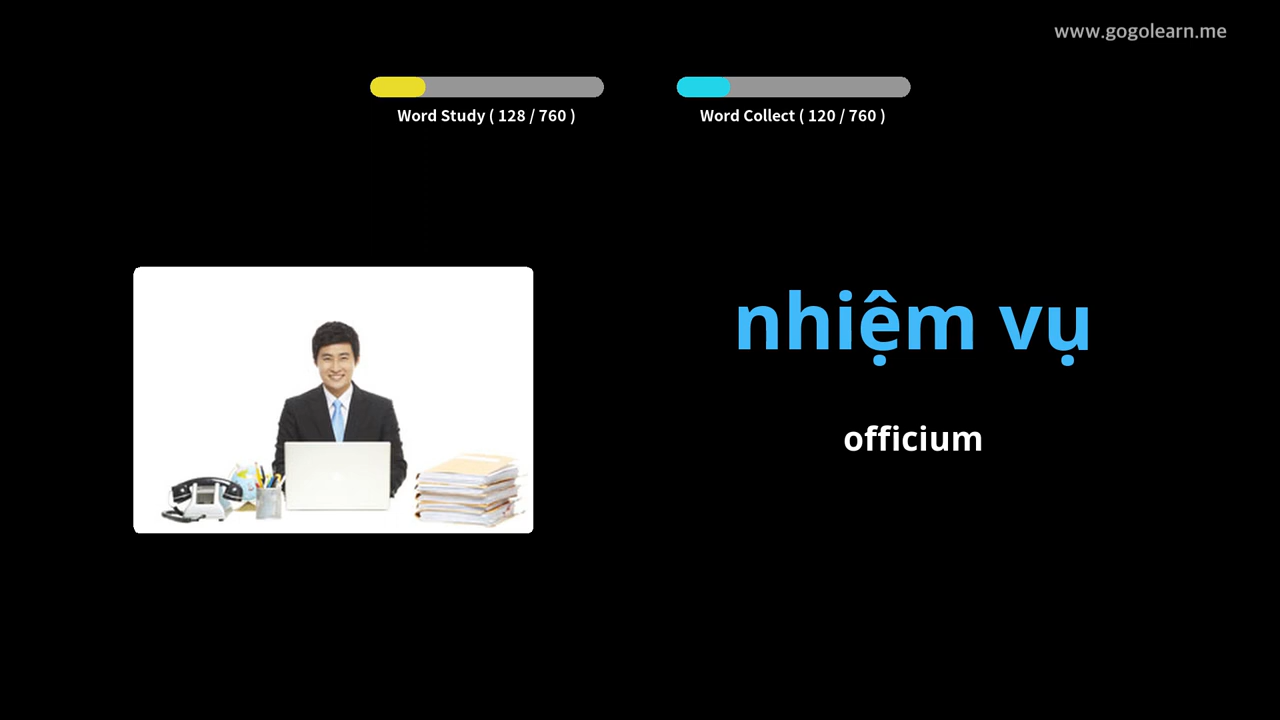 www.gogolearn.me
Word Study ( 128 / 760 )
Word Collect ( 120 / 760 )
nhiệm vụ
officium